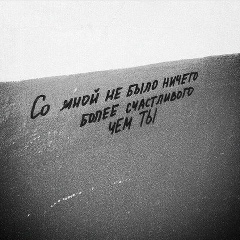 Со мной не было ничего
более счастливого
чем ты